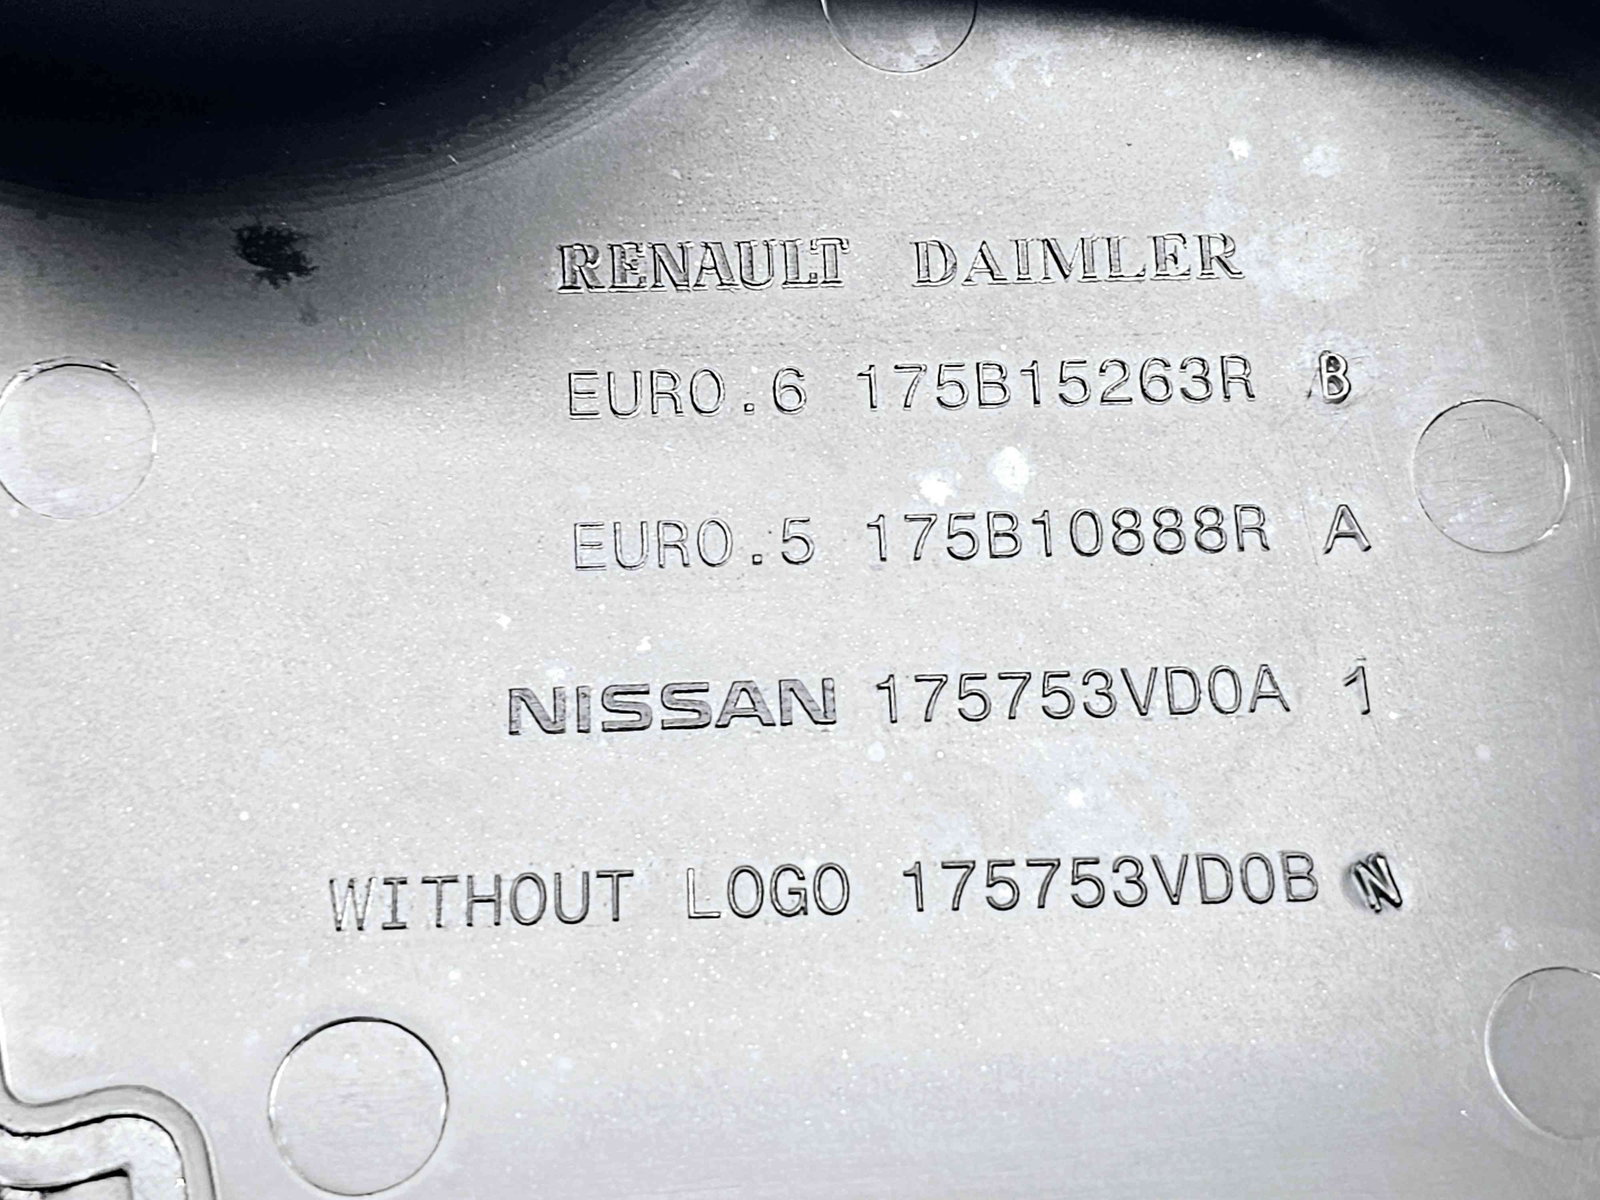 RENAULT DAIMLER
EURO.6 175B15263R B
EURO.5 175B10888R A
NISSAN 175753VD0A 1
WITHOUT LOGO 175753VD0B N